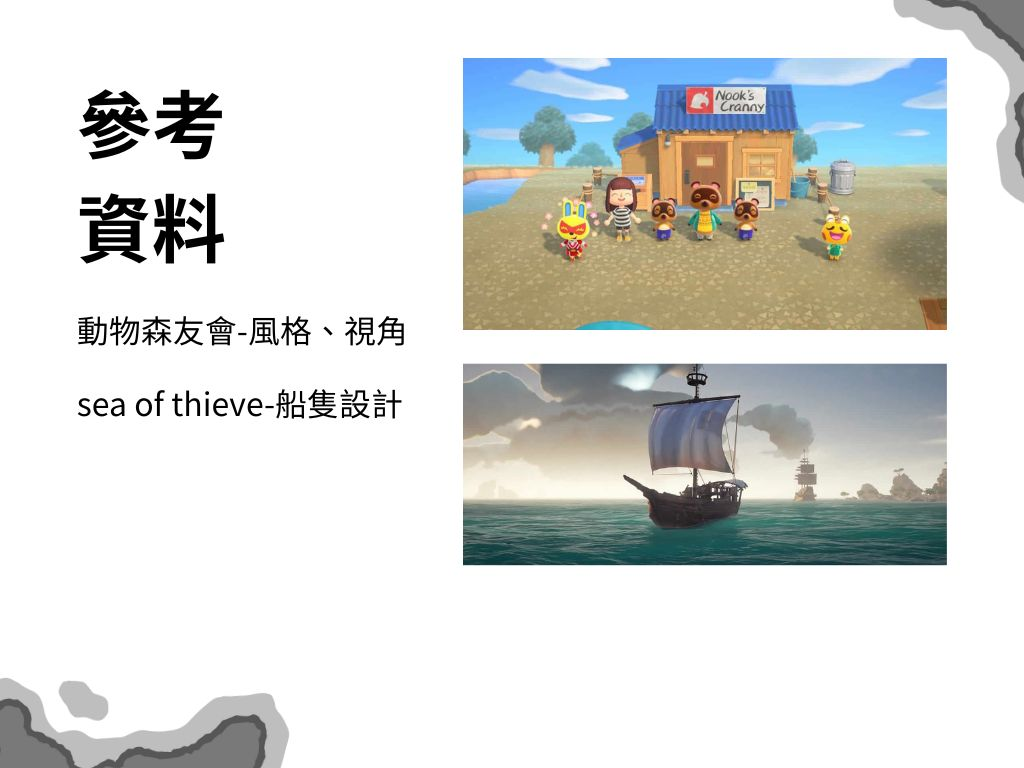 參考
資料
動物森友會-風格、視角
sea of thieve-船隻設計
Nook's
Cranny